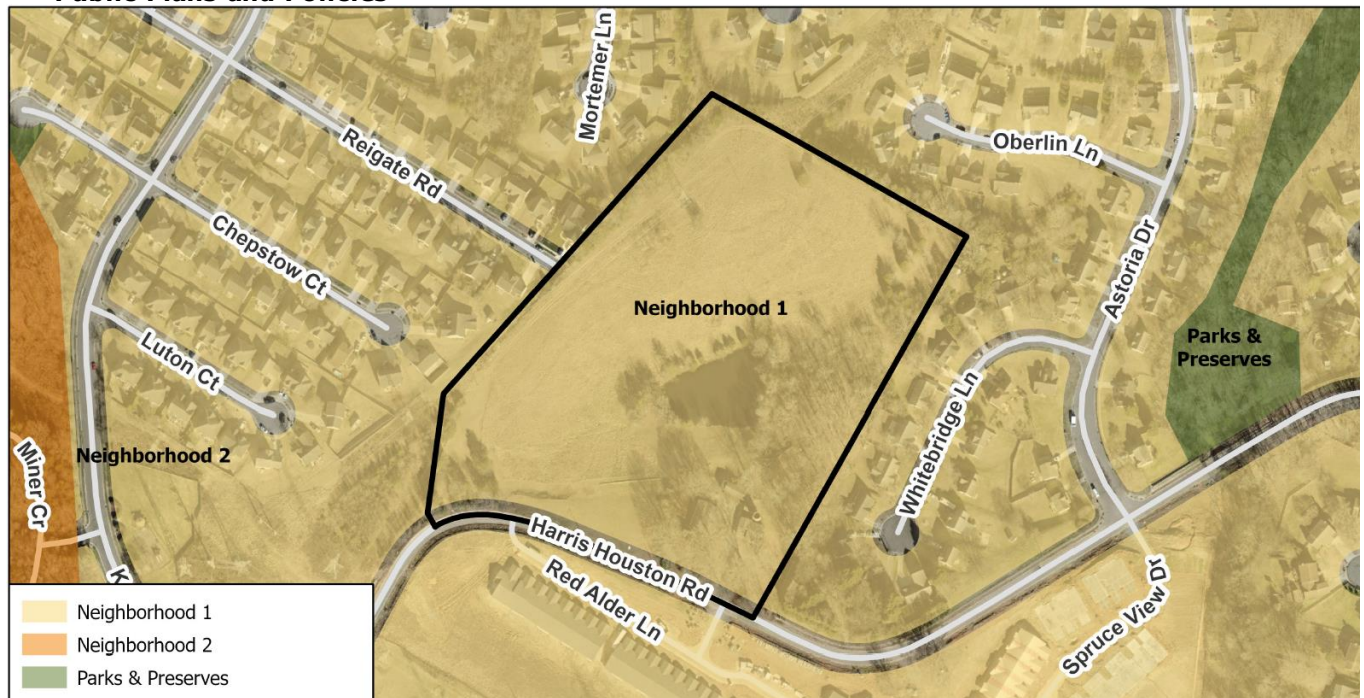 Mortemer Ln
Reigate Rd
Oberlin Ln
Chepstow Ct
Astoria Dr
Neighborhood 1
Luton Ct
Parks &
Preserves
Whitebridge Ln
Neighborhood 2
Miner Cr
Harris Houston Rd
Red Alder Ln
Spruce View Dr
K
Neighborhood 1
Neighborhood 2
Parks & Preserves